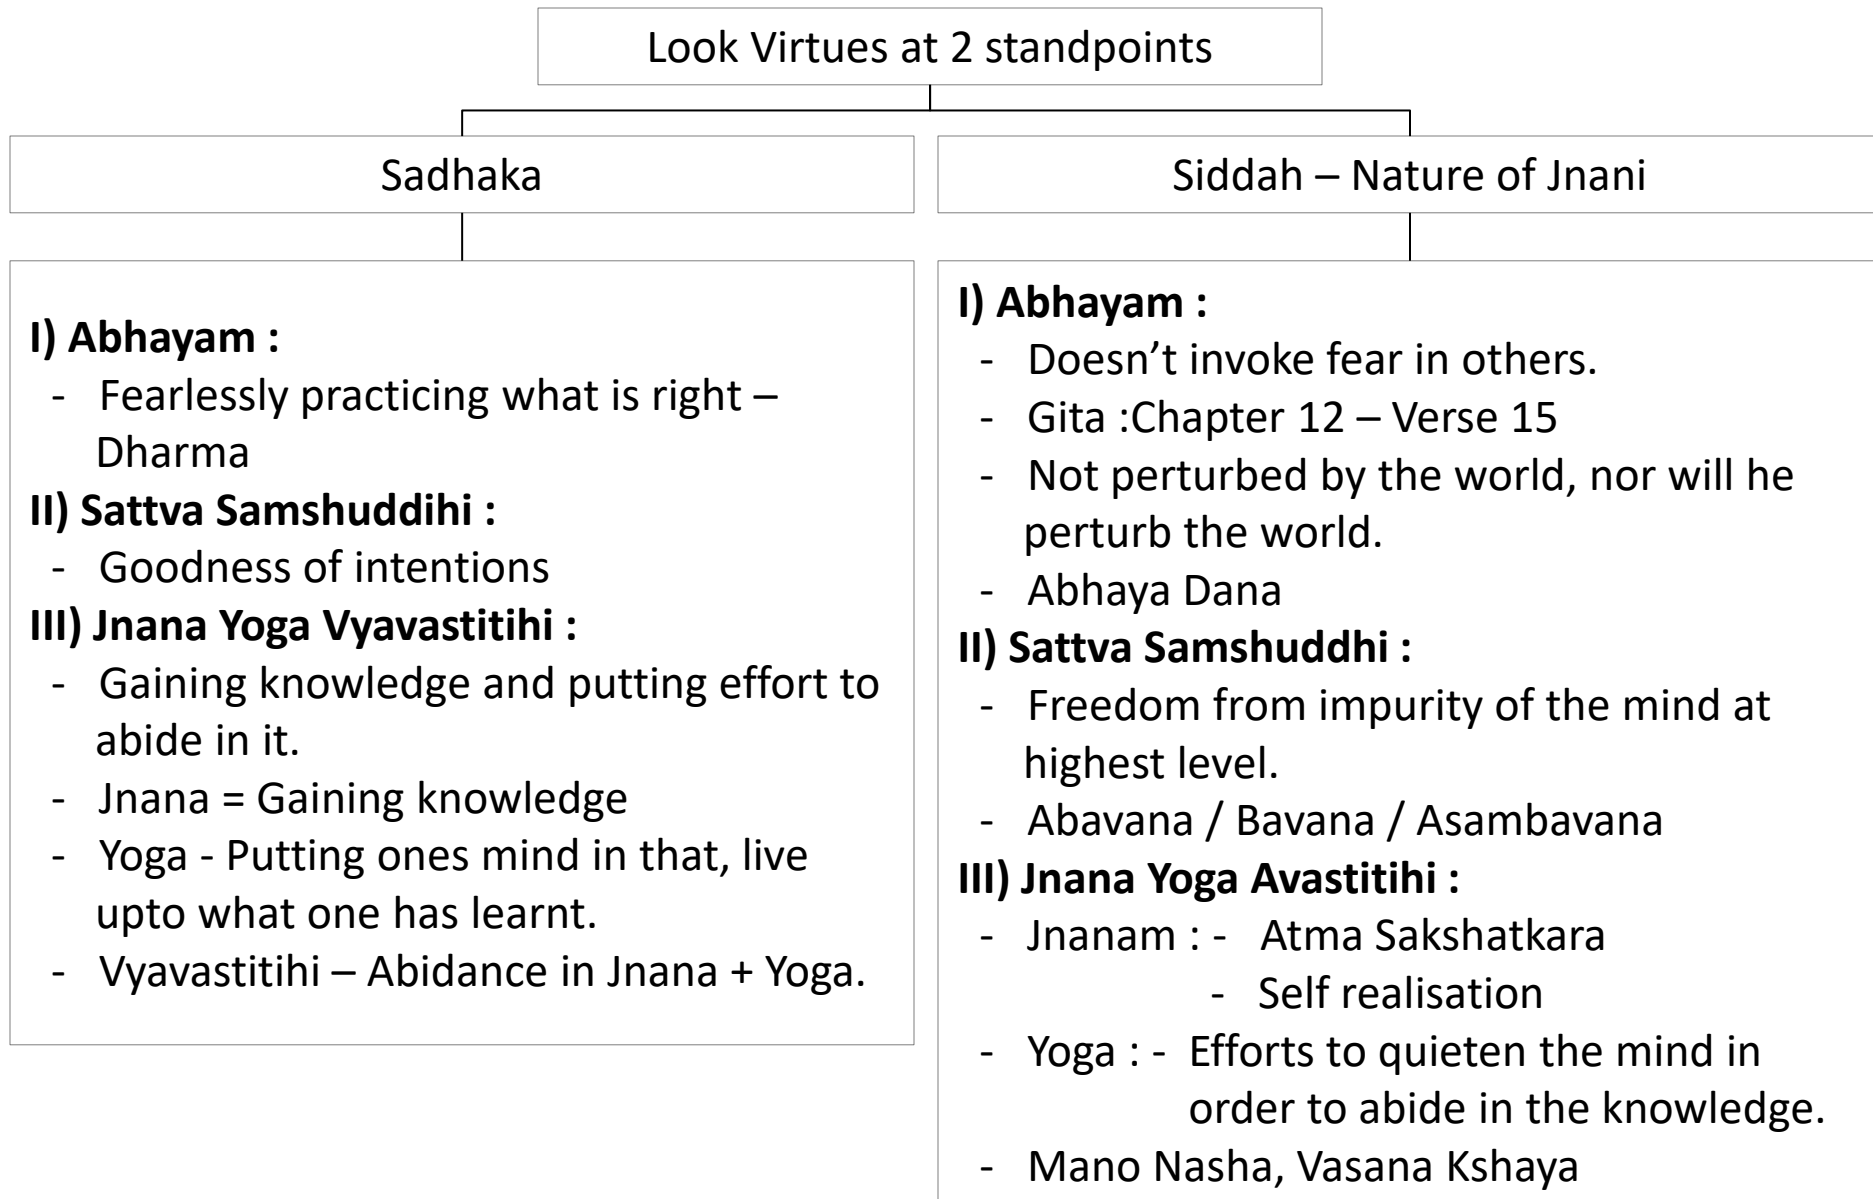 Look Virtues at 2 standpoints
Sadhaka
I) Abhayam :
- Fearlessly practicing what is right –
Dharma
II) Sattva Samshuddihi :
- Goodness of intentions
III) Jnana Yoga Vyavastitihi :
- Gaining knowledge and putting effort to
abide in it.
- Jnana = Gaining knowledge
- Yoga - Putting ones mind in that, live
upto what one has learnt.
- Vyavastitihi – Abidance in Jnana + Yoga.
Siddah – Nature of Jnani
I) Abhayam :
- Doesn’t invoke fear in others.
- Gita :Chapter 12 – Verse 15
- Not perturbed by the world, nor will he
perturb the world.
- Abhaya Dana
II) Sattva Samshuddhi :
- Freedom from impurity of the mind at
highest level.
- Abavana / Bavana / Asambavana
III) Jnana Yoga Avastitihi :
- Jnanam : - Atma Sakshatkara
- Self realisation
- Yoga : - Efforts to quieten the mind in
order to abide in the knowledge.
- Mano Nasha, Vasana Kshaya